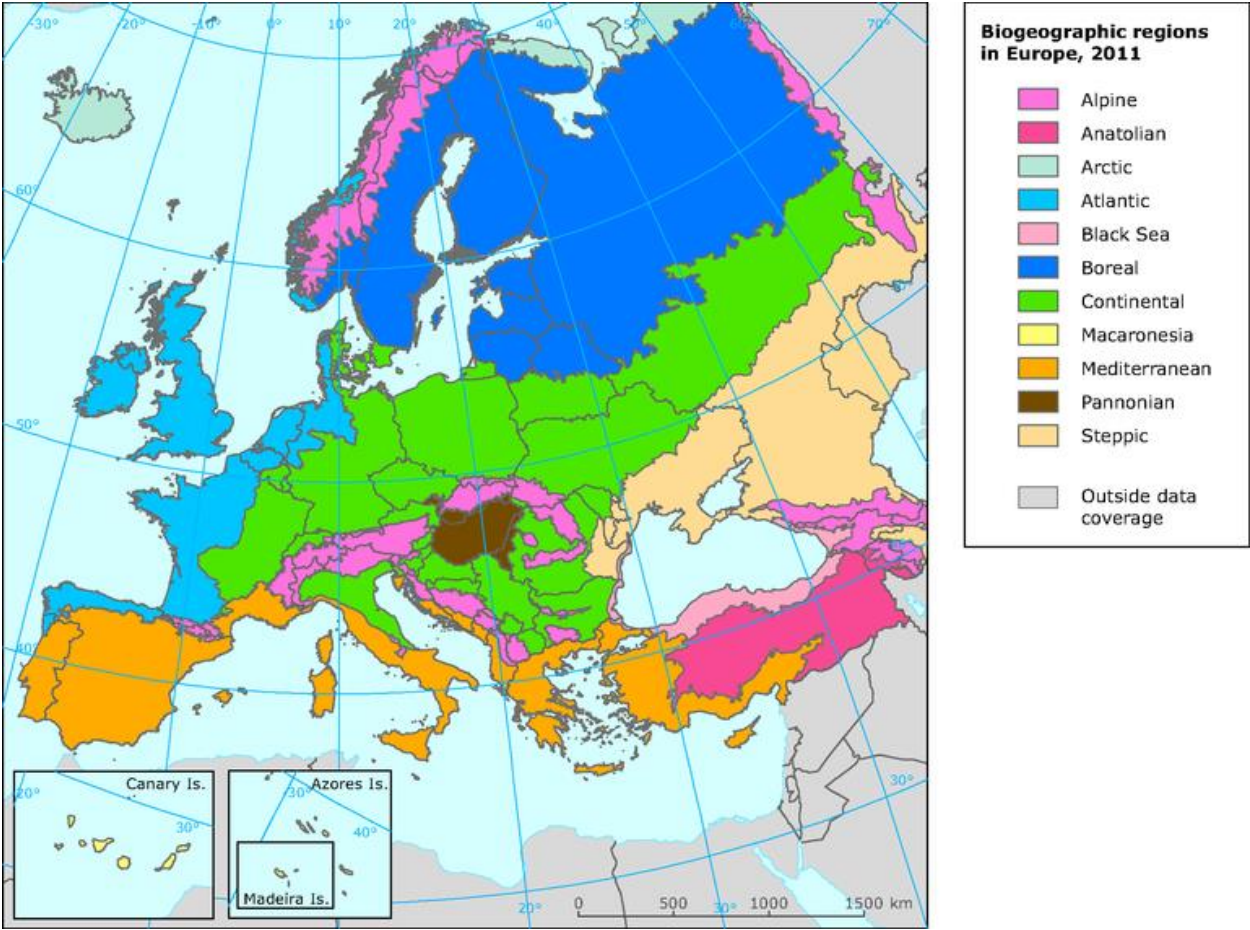 -30°
-20°
-10°
0°
10°
20°
30°
40°
50°
60°
70°
60°
50°
40°
Canary Is.
20°
30°
Azores Is.
-30°
40°
Madeira Is.
30°
20°
30°
0 500 1000 1500 km
Biogeographic regions
in Europe, 2011
Alpine
Anatolian
Arctic
Atlantic
Black Sea
Boreal
Continental
Macaronesia
Mediterranean
Pannonian
Steppic
Outside data
coverage